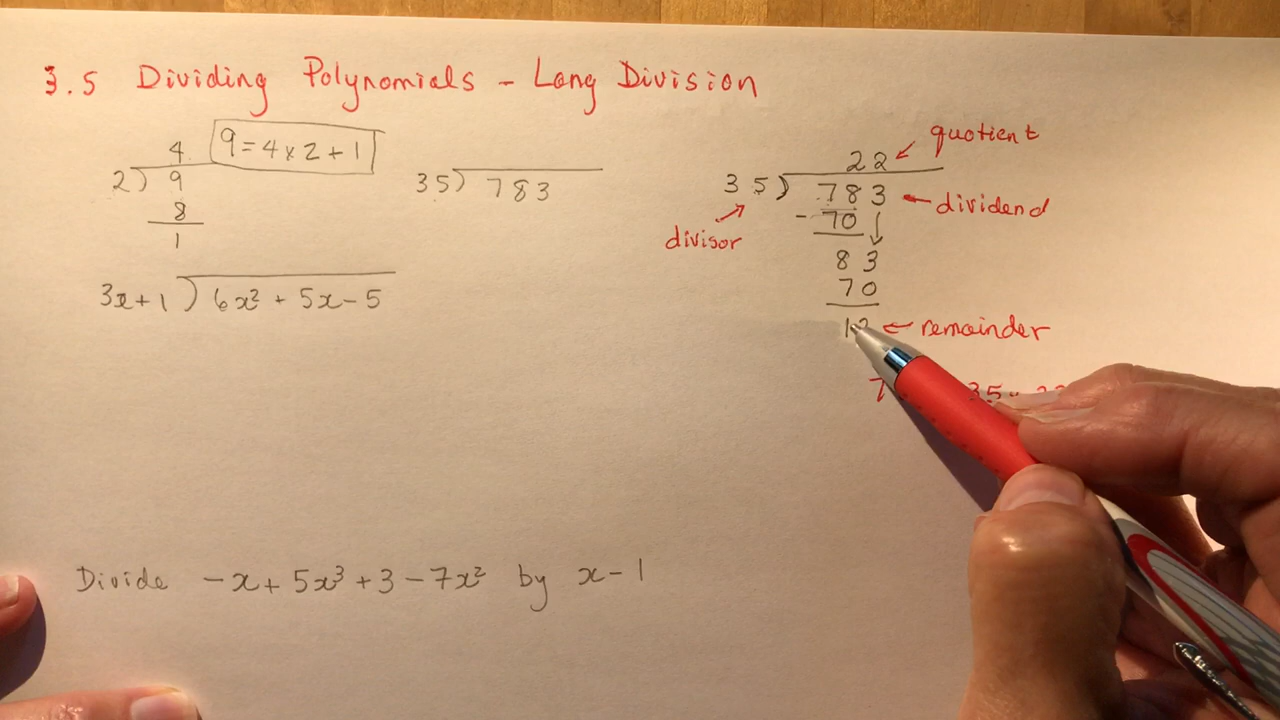 3.5 Dividing Polynomials - Long Division
4
9 = 4 x 2 + 1
2) 9
8
1
35) 783
22 ← quotient
35) 783 ← dividend
divisor
- 70
83
70
← remainder
35 x
3x+1 ) 6x² + 5x - 5
Divide -x + 5x³ + 3 - 7x² by x - 1